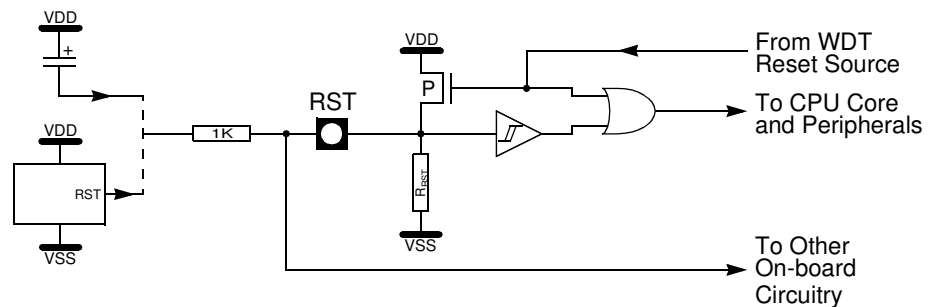 VDD
+
VDD
RST
VSS
1K
RST
VDD
P
RRST
VSS
From WDT
Reset Source
To CPU Core
and Peripherals
To Other
On-board
Circuitry